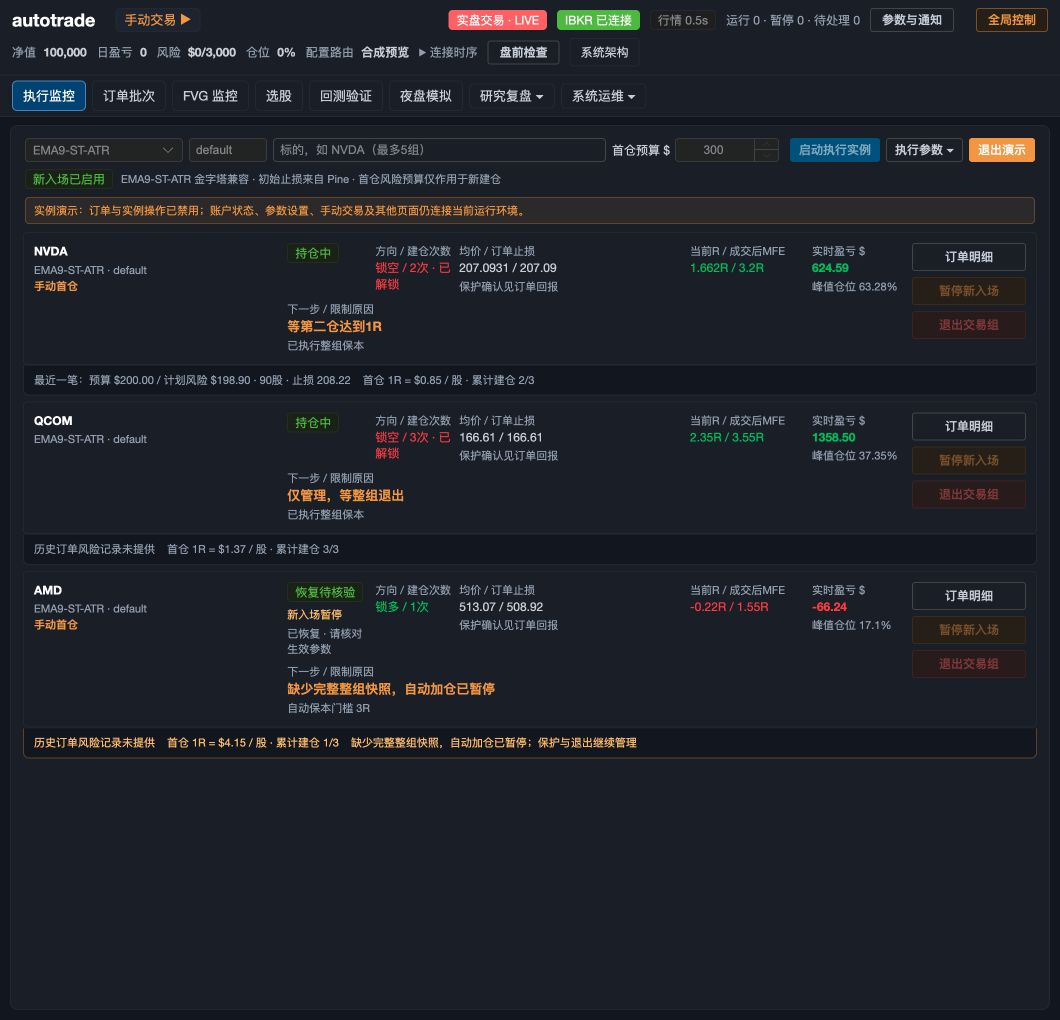 autotrade 手动交易 ▶ 实盘交易 · LIVE IBKR 已连接 行情 0.5s 运行 0 · 暂停 0 · 待处理 0 参数与通知 全局控制
净值 100,000 日盈亏 0 风险 $0/3,000 仓位 0% 配置路由 合成预览 ▶ 连接时序 盘前检查 系统架构
执行监控 订单批次 FVG 监控 选股 回测验证 夜盘模拟 研究复盘 系统运维
EMA9-ST-ATR default 标的，如 NVDA（最多5组） 首仓预算 $ 300 启动执行实例 执行参数 退出演示
新入场已启用 EMA9-ST-ATR 金字塔兼容 · 初始止损来自 Pine · 首仓风险预算仅作用于新建仓
实例演示：订单与实例操作已禁用；账户状态、参数设置、手动交易及其他页面仍连接当前运行环境。
NVDA
EMA9-ST-ATR · default
手动首仓
持仓中
方向 / 建仓次数
锁空 / 2次 · 已
解锁
均价 / 订单止损
207.0931 / 207.09
保护确认见订单回报
当前R / 成交后MFE
1.662R / 3.2R
实时盈亏 $
624.59
峰值仓位 63.28%
下一步 / 限制原因
等第二仓达到1R
已执行整组保本
订单明细
暂停新入场
退出交易组
最近一笔：预算 $200.00 / 计划风险 $198.90 · 90股 · 止损 208.22 首仓 1R = $0.85 / 股 · 累计建仓 2/3
QCOM
EMA9-ST-ATR · default
持仓中
方向 / 建仓次数
锁空 / 3次 · 已
解锁
均价 / 订单止损
166.61 / 166.61
保护确认见订单回报
当前R / 成交后MFE
2.35R / 3.55R
实时盈亏 $
1358.50
峰值仓位 37.35%
下一步 / 限制原因
仅管理，等整组退出
已执行整组保本
订单明细
暂停新入场
退出交易组
历史订单风险记录未提供 首仓 1R = $1.37 / 股 · 累计建仓 3/3
AMD
EMA9-ST-ATR · default
手动首仓
恢复待核验
新入场暂停
已恢复 · 请核对
生效参数
方向 / 建仓次数
锁多 / 1次
均价 / 订单止损
513.07 / 508.92
保护确认见订单回报
当前R / 成交后MFE
-0.22R / 1.55R
实时盈亏 $
-66.24
峰值仓位 17.1%
下一步 / 限制原因
缺少完整整组快照，自动加仓已暂停
自动保本门槛 3R
订单明细
暂停新入场
退出交易组
历史订单风险记录未提供 首仓 1R = $4.15 / 股 · 累计建仓 1/3 缺少完整整组快照，自动加仓已暂停；保护与退出继续管理